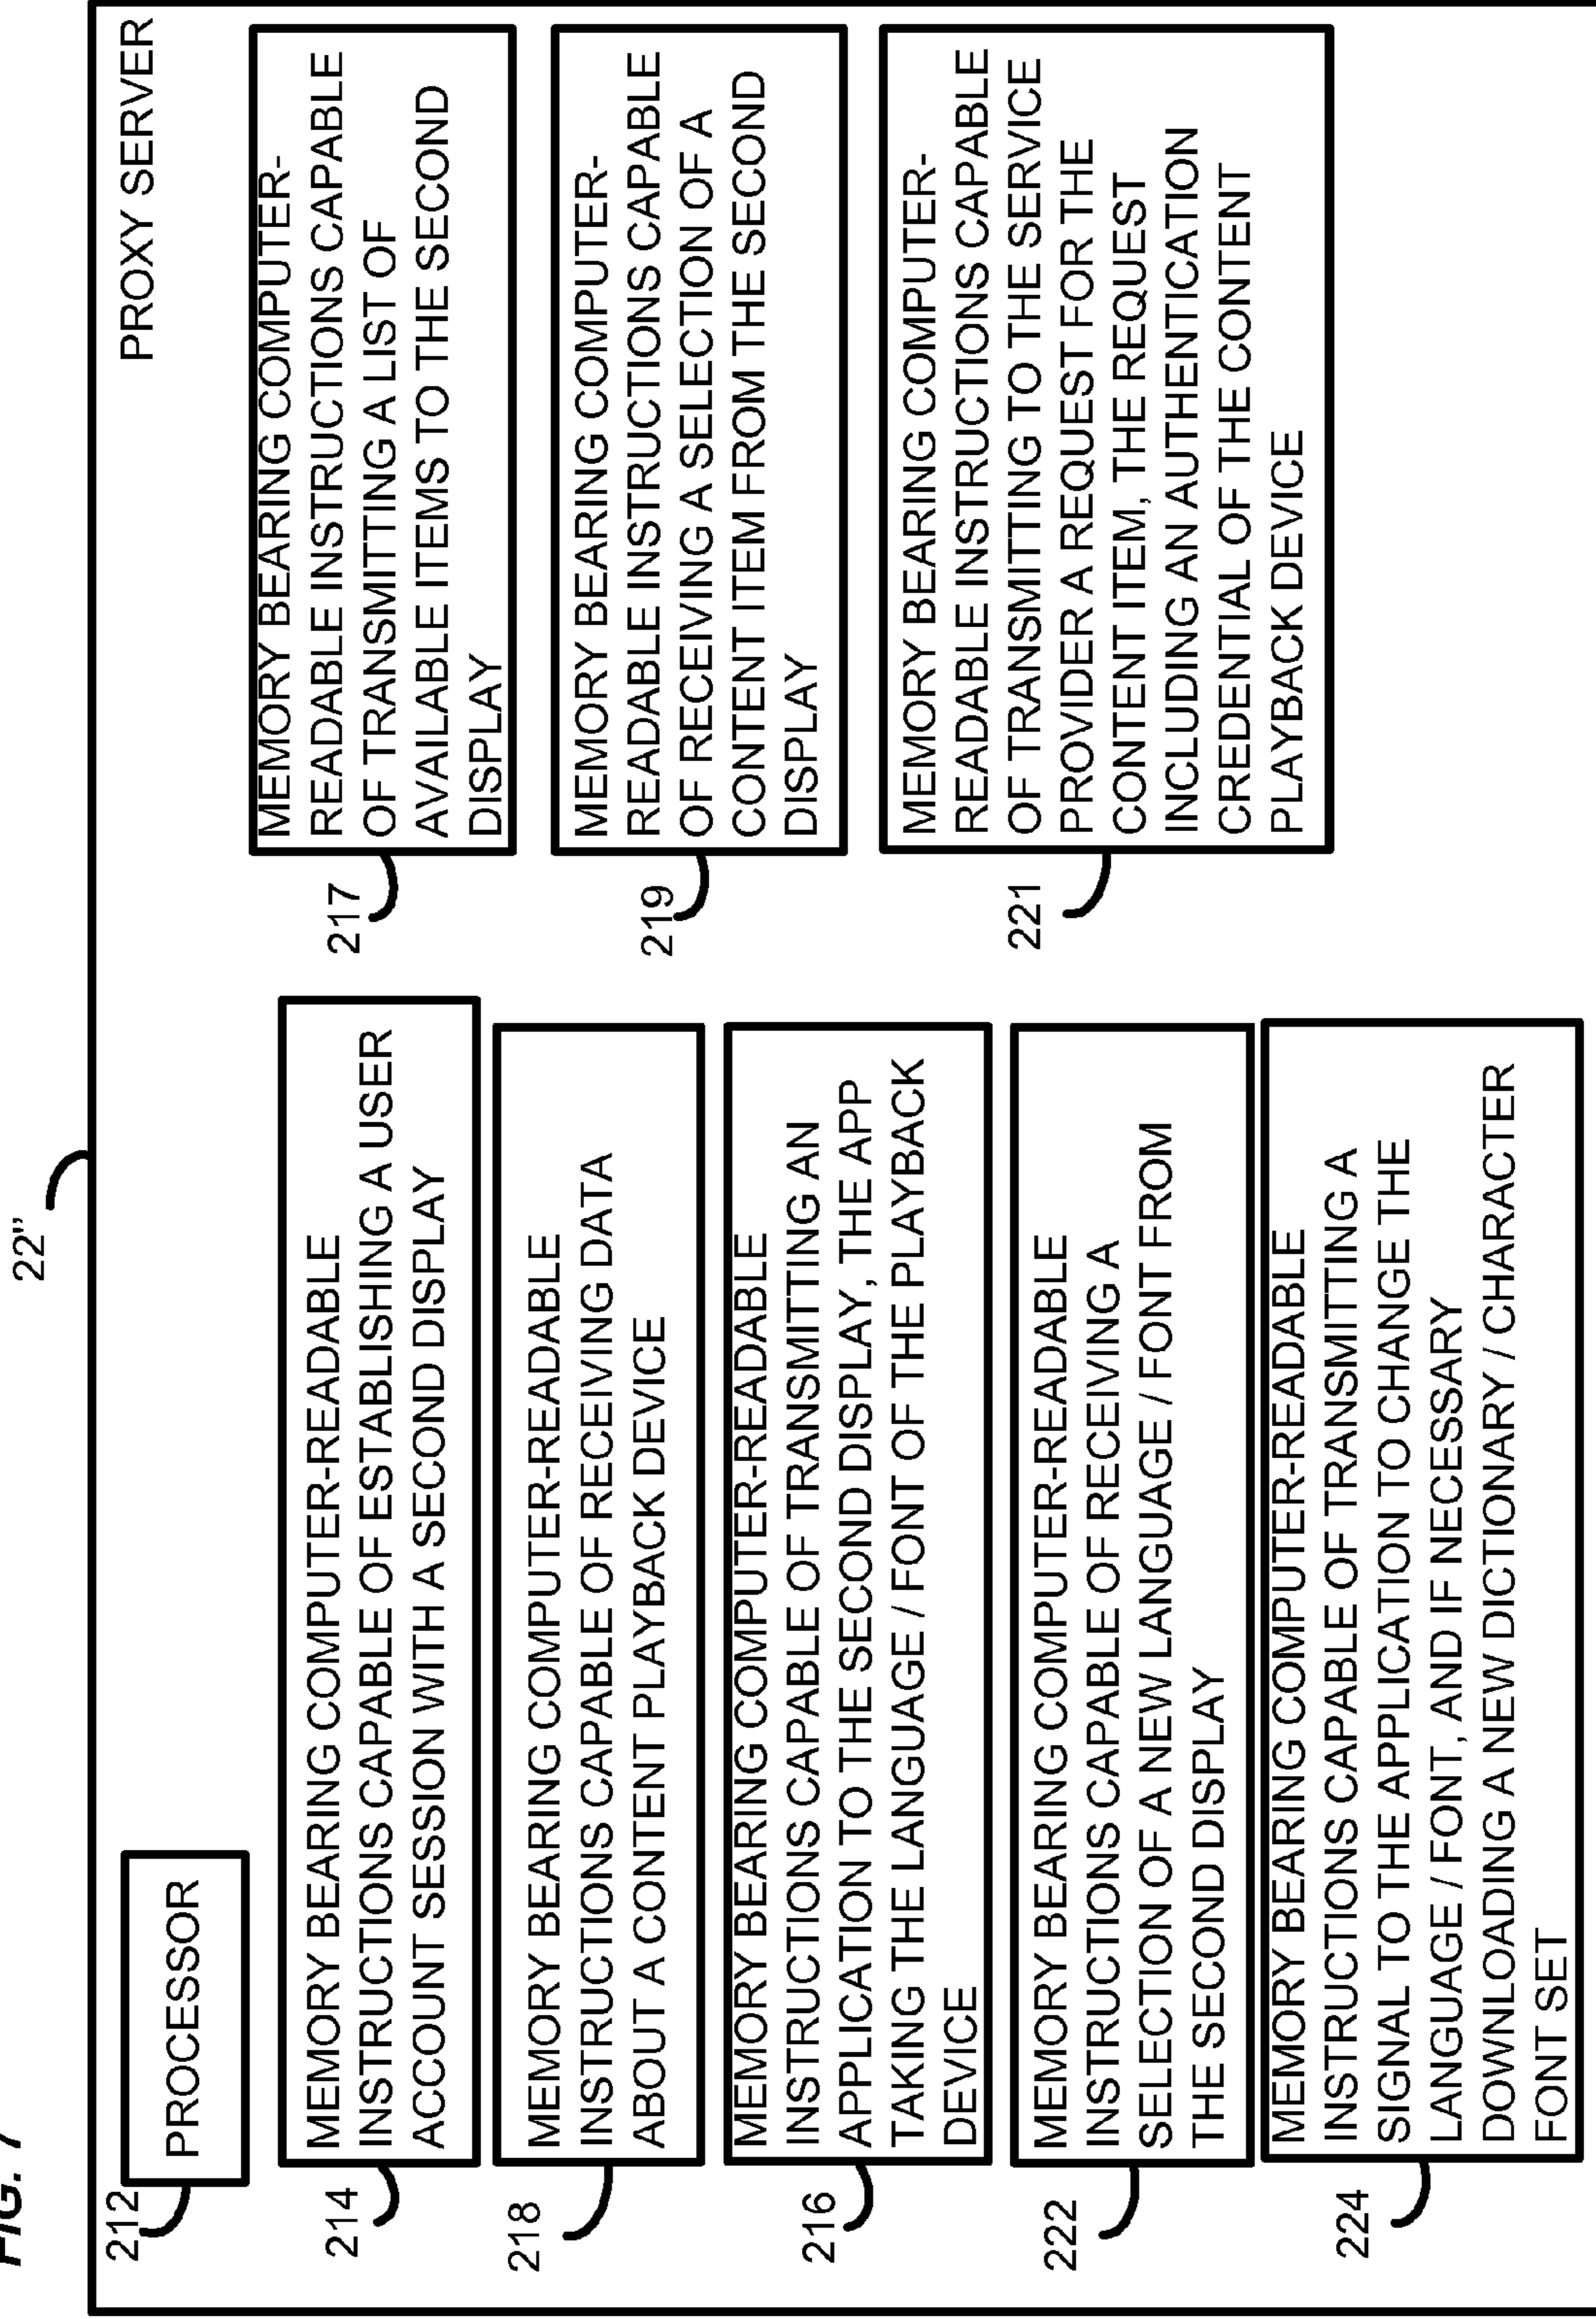 FIG. 7
22"
PROXY SERVER
212
PROCESSOR
214
MEMORY BEARING COMPUTER-READABLE
INSTRUCTIONS CAPABLE OF ESTABLISHING A USER
ACCOUNT SESSION WITH A SECOND DISPLAY
218
MEMORY BEARING COMPUTER-READABLE
INSTRUCTIONS CAPABLE OF RECEIVING DATA
ABOUT A CONTENT PLAYBACK DEVICE
216
MEMORY BEARING COMPUTER-READABLE
INSTRUCTIONS CAPABLE OF TRANSMITTING AN
APPLICATION TO THE SECOND DISPLAY, THE APP
TAKING THE LANGUAGE / FONT OF THE PLAYBACK
DEVICE
222
MEMORY BEARING COMPUTER-READABLE
INSTRUCTIONS CAPABLE OF RECEIVING A
SELECTION OF A NEW LANGUAGE / FONT FROM
THE SECOND DISPLAY
224
MEMORY BEARING COMPUTER-READABLE
INSTRUCTIONS CAPABLE OF TRANSMITTING A
SIGNAL TO THE APPLICATION TO CHANGE THE
LANGUAGE / FONT, AND IF NECESSARY
DOWNLOADING A NEW DICTIONARY / CHARACTER
FONT SET
217
MEMORY BEARING COMPUTER-
READABLE INSTRUCTIONS CAPABLE
OF TRANSMITTING A LIST OF
AVAILABLE ITEMS TO THE SECOND
DISPLAY
219
MEMORY BEARING COMPUTER-
READABLE INSTRUCTIONS CAPABLE
OF RECEIVING A SELECTION OF A
CONTENT ITEM FROM THE SECOND
DISPLAY
221
MEMORY BEARING COMPUTER-
READABLE INSTRUCTIONS CAPABLE
OF TRANSMITTING TO THE SERVICE
PROVIDER A REQUEST FOR THE
CONTENT ITEM, THE REQUEST
INCLUDING AN AUTHENTICATION
CREDENTIAL OF THE CONTENT
PLAYBACK DEVICE